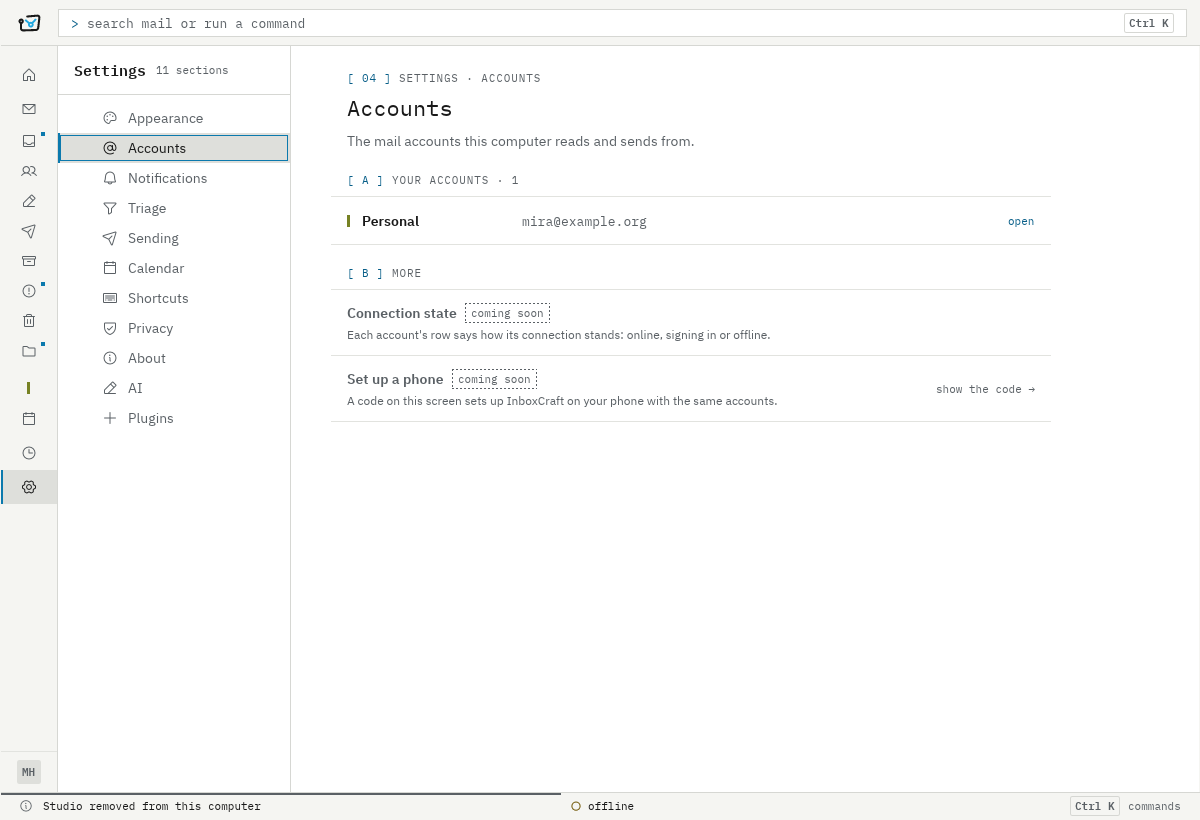 > search mail or run a command
Ctrl K
Settings 11 sections
Appearance
Accounts
Notifications
Triage
Sending
Calendar
Shortcuts
Privacy
About
AI
Plugins
[ 04 ] SETTINGS · ACCOUNTS
Accounts
The mail accounts this computer reads and sends from.
[ A ] YOUR ACCOUNTS · 1
Personal mira@example.org open
[ B ] MORE
Connection state coming soon
Each account's row says how its connection stands: online, signing in or offline.
Set up a phone coming soon
A code on this screen sets up InboxCraft on your phone with the same accounts.
show the code →
MH
Studio removed from this computer
offline
Ctrl K commands